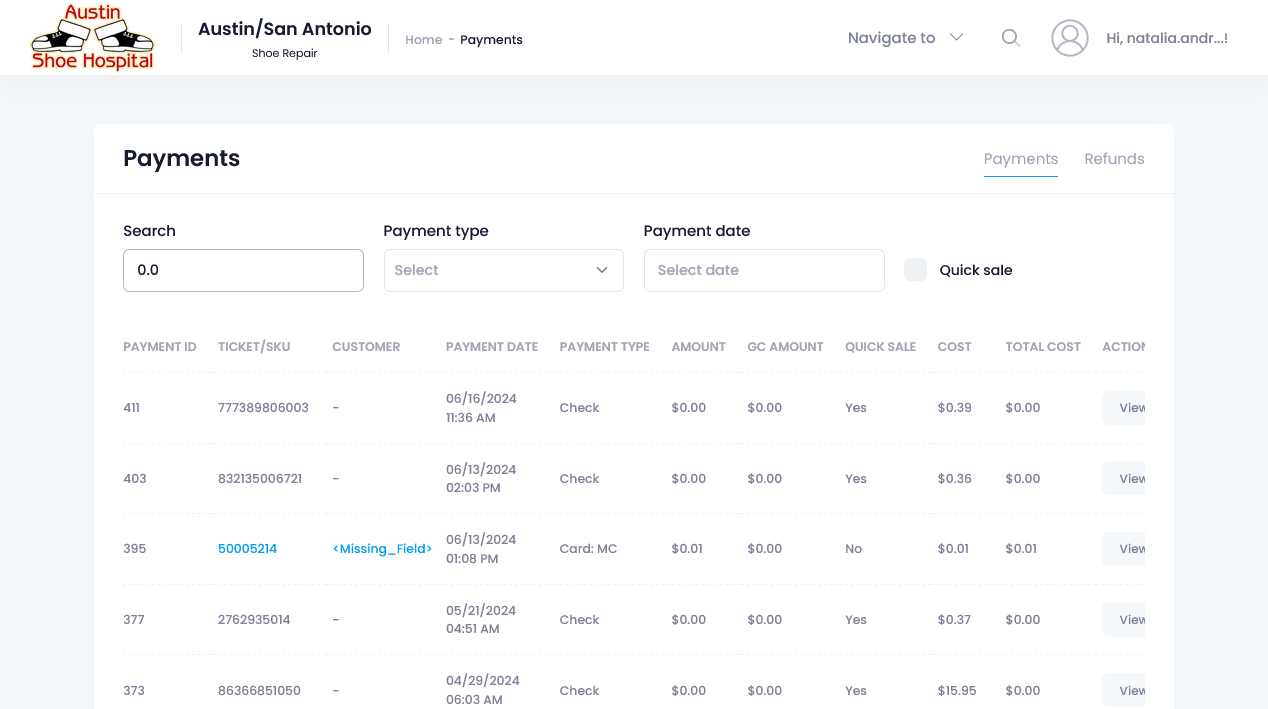 Austin
Shoe Hospital
Austin/San Antonio
Shoe Repair
Home - Payments
Navigate to
Hi, natalia.andr...!
Payments
Payments Refunds
Search Payment type Payment date
0.0 Select Select date Quick sale
PAYMENT ID TICKET/SKU CUSTOMER PAYMENT DATE PAYMENT TYPE AMOUNT GC AMOUNT QUICK SALE COST TOTAL COST ACTION
411 777389806003 - 06/16/2024 11:36 AM Check $0.00 $0.00 Yes $0.39 $0.00 View
403 832135006721 - 06/13/2024 02:03 PM Check $0.00 $0.00 Yes $0.36 $0.00 View
395 50005214 <Missing_Field> 06/13/2024 01:08 PM Card: MC $0.01 $0.00 No $0.01 $0.01 View
377 2762935014 - 05/21/2024 04:51 AM Check $0.00 $0.00 Yes $0.37 $0.00 View
373 86366851050 - 04/29/2024 06:03 AM Check $0.00 $0.00 Yes $15.95 $0.00 View